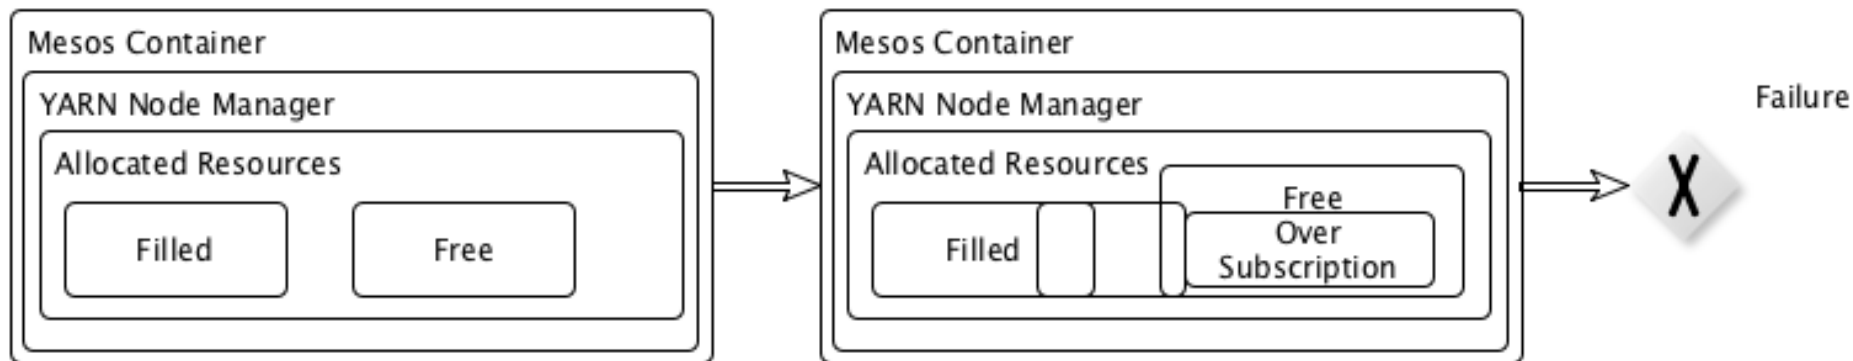 Mesos Container
YARN Node Manager
Allocated Resources
Filled
Free
Mesos Container
YARN Node Manager
Allocated Resources
Filled
Free
Over
Subscription
X
Failure